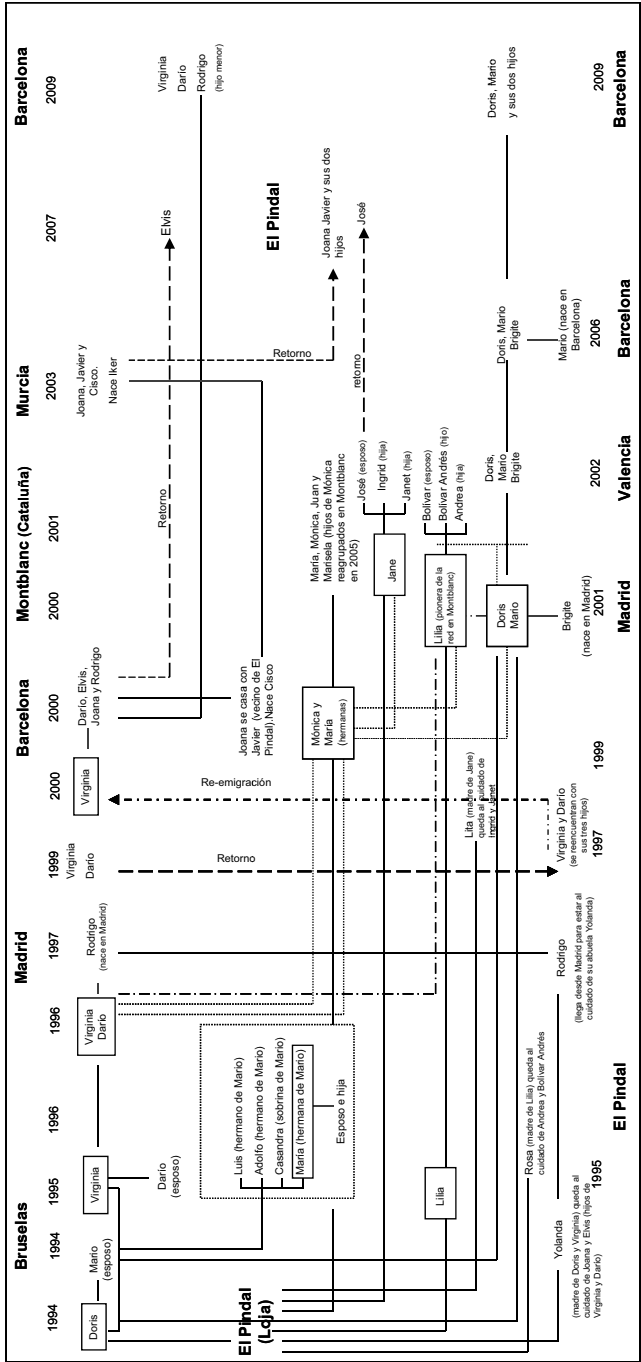 Bruselas
Madrid
Barcelona
Montblanc (Cataluña)
Murcia
Barcelona
1994
1994
1995
1996
1996
1997
1999
2000
2000
2000
2001
2003
2007
2009
Doris
Mario
(esposo)
Virginia
Darío
(esposo)
Virginia
Darío
Rodrigo
(nace en Madrid)
Virginia
Darío
Virginia
Darío, Elvis,
Joana y Rodrigo
Joana, Javier y
Cisco.
Nace Iker
Virginia
Darío
Rodrigo
(hijo menor)
Retorno
Elvis
Retorno
Re-emigración
Retorno
Joana se casa con
Javier (vecino de El
Pindal).Nace Cisco
El Pindal
Joana Javier y sus dos
hijos
retorno
José
Luis (hermano de Mario)
Adolfo (hermano de Mario)
Casandra (sobrina de Mario)
María (hermana de Mario)
Esposo e hija
Mónica y
María
(hermanas)
María, Mónica, Juan y
Marisela (hijos de Mónica
reagrupados en Montblanc
en 2005)
El Pindal
(Loja)
Jane
José (esposo)
Ingrid (hija)
Janet (hija)
Lilia
Lilia (pionera de la
red en Montblanc)
Bolivar (esposo)
Bolivar Andrés (hijo)
Andrea (hija)
Lita (madre de Jane)
queda al cuidado de
Ingrid y Janet
Doris
Mario
Doris,
Mario
Brigite
Doris, Mario
Brigite
Doris, Mario
y sus dos hijos
Rosa (madre de Lilia) queda al
cuidado de Andrea y Bolívar Andrés
Yolanda
(madre de Doris y Virginia) queda al
cuidado de Joana y Elvis (hijos de
Virginia y Darío)
Rodrigo
(llega desde Madrid para estar al
cuidado de su abuela Yolanda)
Virginia y Darío
(se reencuentran con
sus tres hijos)
Brigite
(nace en Madrid)
Mario (nace en
Barcelona)
1995
1997
1999
2001
2002
2006
2009
El Pindal
Madrid
Valencia
Barcelona
Barcelona